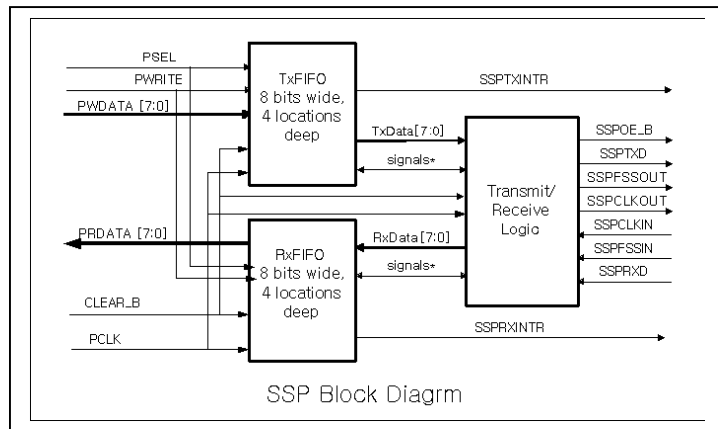 PSEL
PWRITE
PWDATA [7:0]
TxFIFO
8 bits wide,
4 locations
deep
SSPTXINTR
TxData[7:0]
signals*
Transmit/
Receive
Logic
SSPOE_B
SSPTXD
SSPFSSOUT
SSPCLKOUT
SSPCLKIN
SSPFSSIN
SSPRXD
PRDATA [7:0]
RxFIFO
8 bits wide,
4 locations
deep
RxData[7:0]
signals*
CLEAR_B
PCLK
SSPRXINTR
SSP Block Diagrm